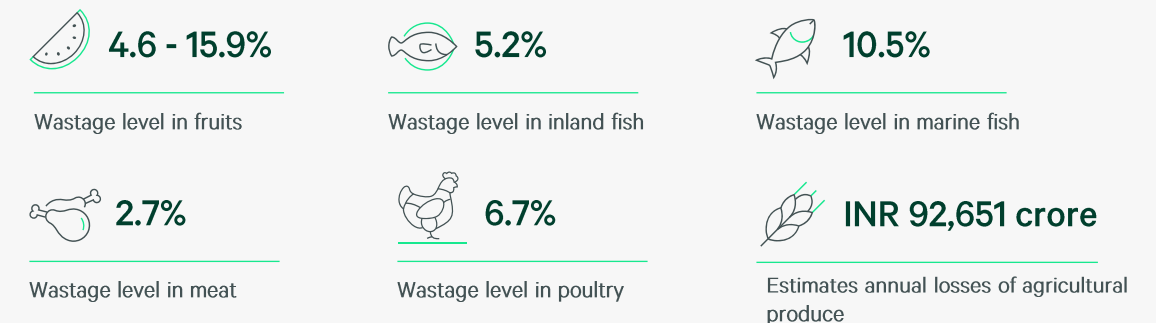 4.6 - 15.9%
Wastage level in fruits
5.2%
Wastage level in inland fish
10.5%
Wastage level in marine fish
2.7%
Wastage level in meat
6.7%
Wastage level in poultry
INR 92,651 crore
Estimates annual losses of agricultural
produce